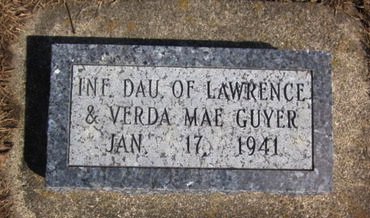 INF DAU OF LAWRENCE
& VERDA MAE GUYER
JAN. 17, 1941